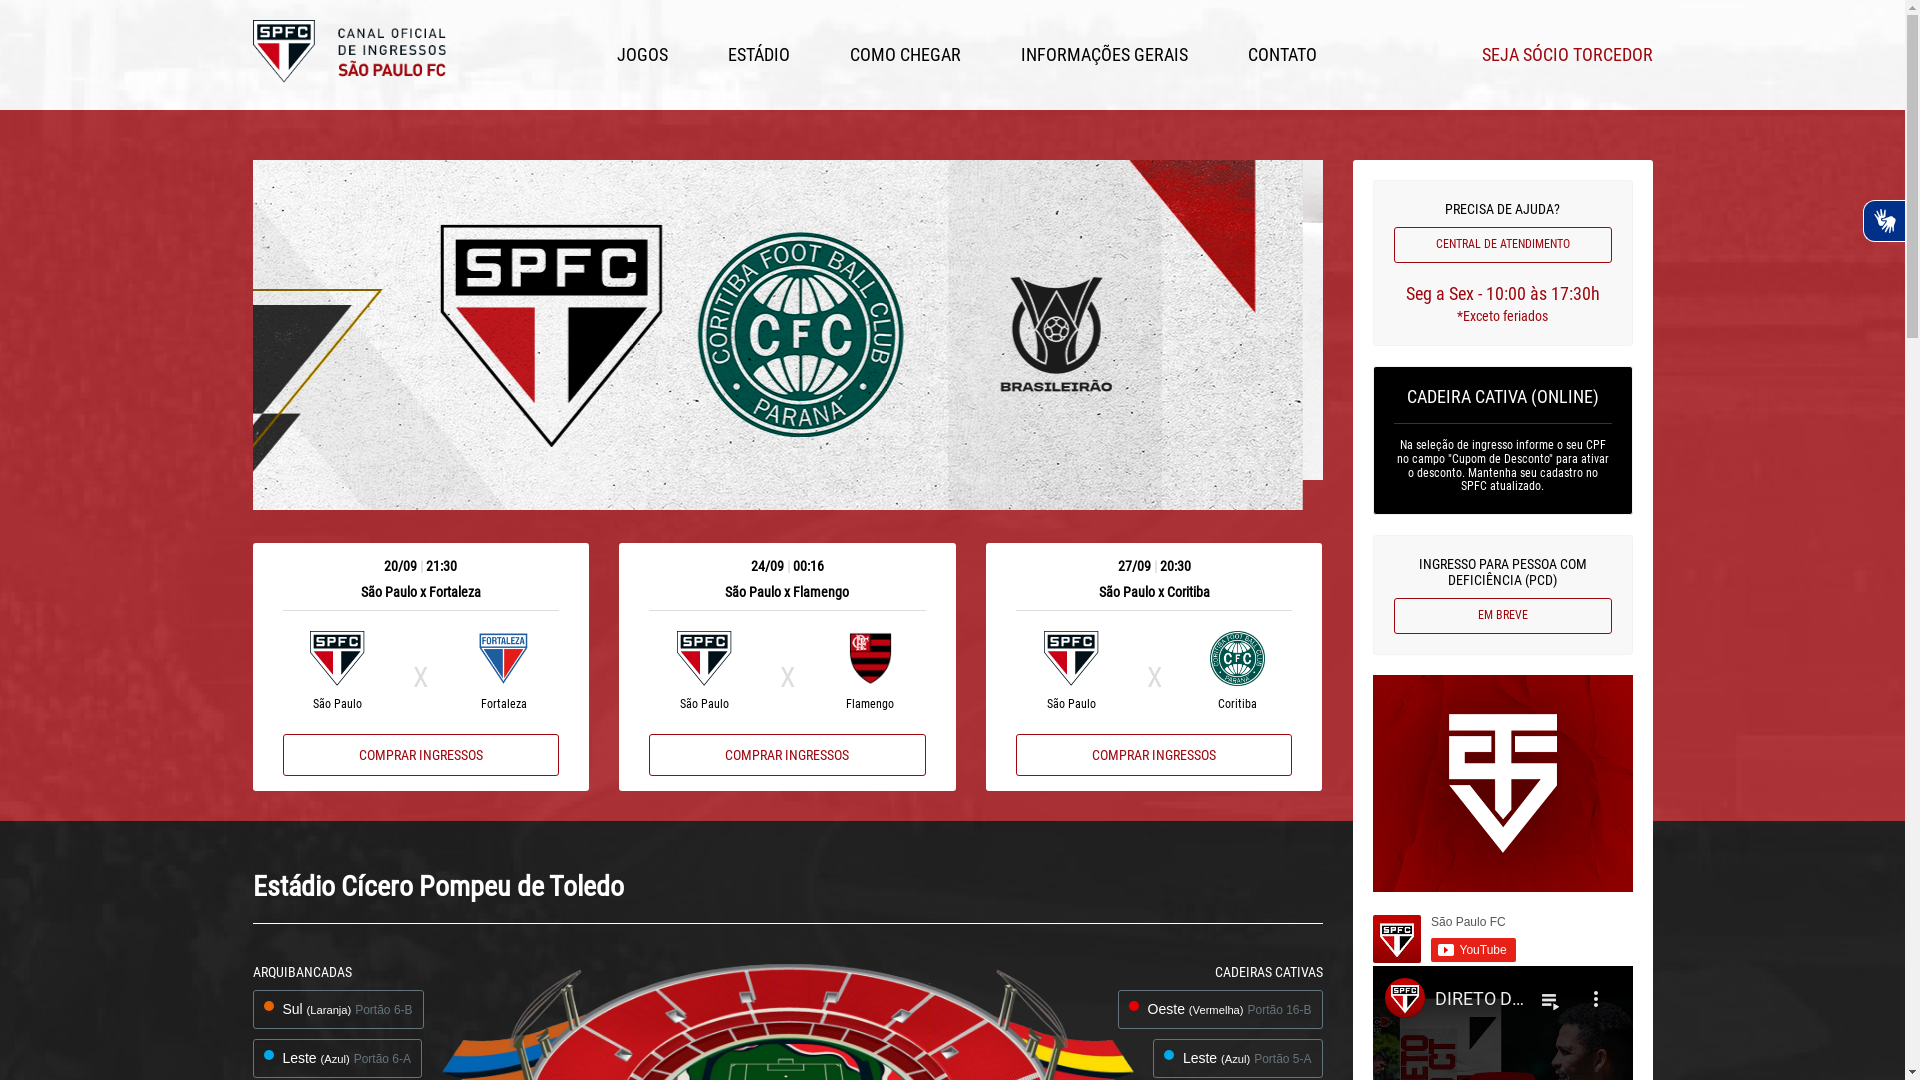 SPFC
CANAL OFICIAL
DE INGRESSOS
SÃO PAULO FC
JOGOS
ESTÁDIO
COMO CHEGAR
INFORMAÇÕES GERAIS
CONTATO
SEJA SÓCIO TORCEDOR
SPFC
CORITIBA FOOT BALL CLUB
CFC
PARANÁ
BRASILEIRÃO
PRECISA DE AJUDA?
CENTRAL DE ATENDIMENTO
Seg a Sex - 10:00 às 17:30h
*Exceto feriados
CADEIRA CATIVA (ONLINE)
Na seleção de ingresso informe o seu CPF
no campo "Cupom de Desconto" para ativar
o desconto. Mantenha seu cadastro no
SPFC atualizado.
INGRESSO PARA PESSOA COM
DEFICIÊNCIA (PCD)
EM BREVE
20/09 | 21:30
São Paulo x Fortaleza
SPFC
X
FORTALEZA
São Paulo
Fortaleza
COMPRAR INGRESSOS
24/09 | 00:16
São Paulo x Flamengo
SPFC
X
São Paulo
Flamengo
COMPRAR INGRESSOS
27/09 | 20:30
São Paulo x Coritiba
SPFC
X
CORITIBA FOOT BALL CLUB
CFC
PARANÁ
São Paulo
Coritiba
COMPRAR INGRESSOS
Estádio Cícero Pompeu de Toledo
ARQUIBANCADAS
Sul (Laranja) Portão 6-B
Leste (Azul) Portão 6-A
CADEIRAS CATIVAS
Oeste (Vermelha) Portão 16-B
Leste (Azul) Portão 5-A
SPFC
São Paulo FC
YouTube
SPFC
DIRETO D...